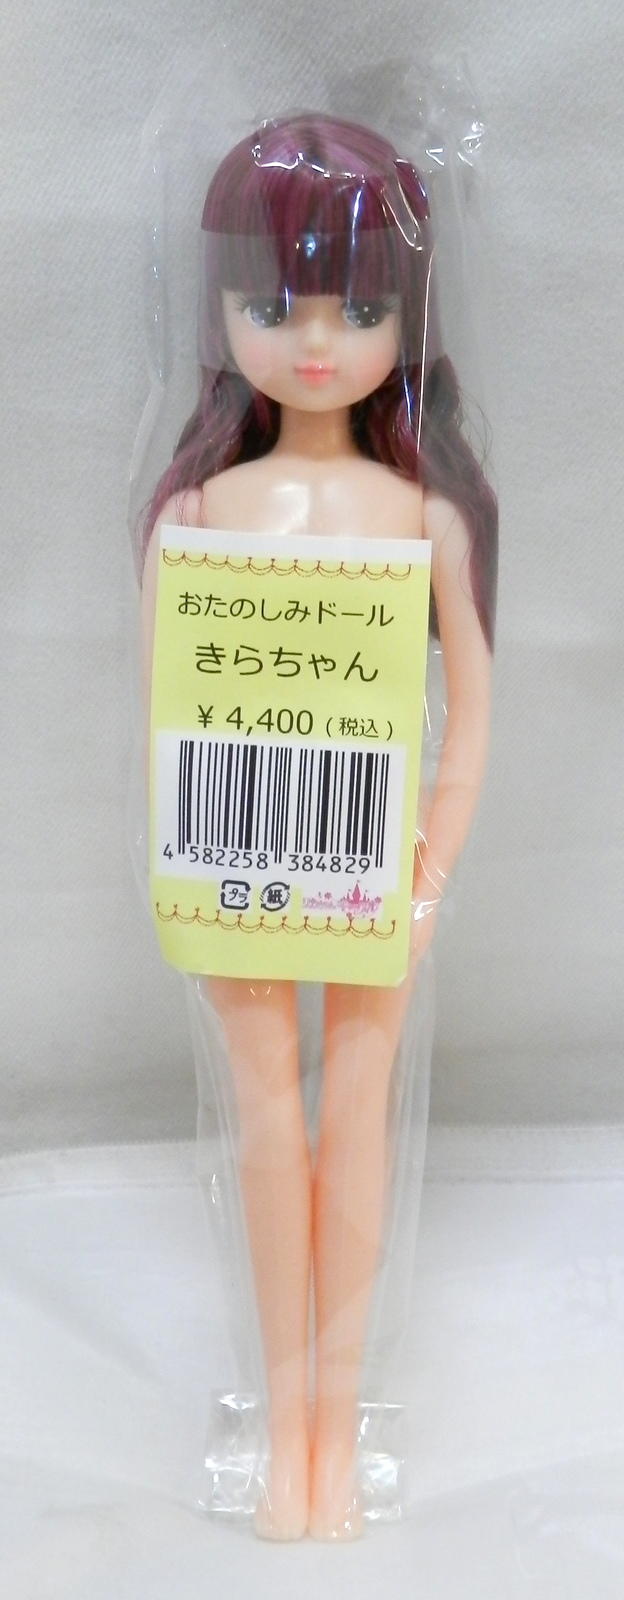 おたのしみドール
きらちゃん
¥ 4,400 (税込)
4 582258 384829
プラ 紙